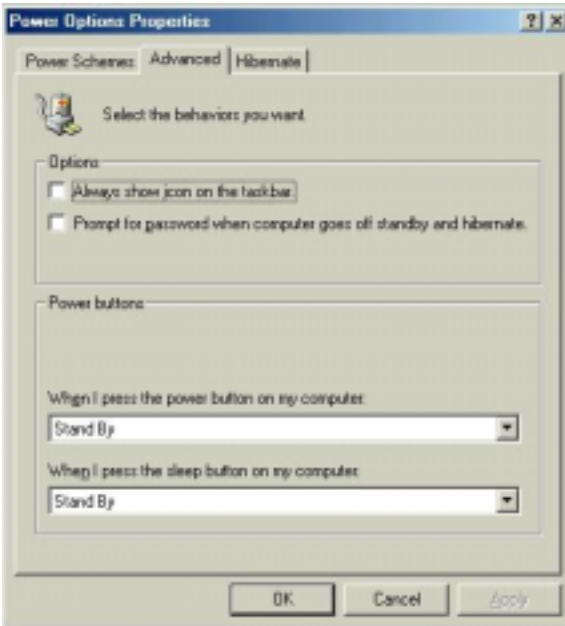 Power Options Properties
Power Schemes Advanced Hibernate
Select the behaviors you want.
Options
Always show icon on the taskbar.
Prompt for password when computer goes off standby and hibernate.
Power buttons
When I press the power button on my computer:
Stand By
When I press the sleep button on my computer:
Stand By
OK Cancel Apply